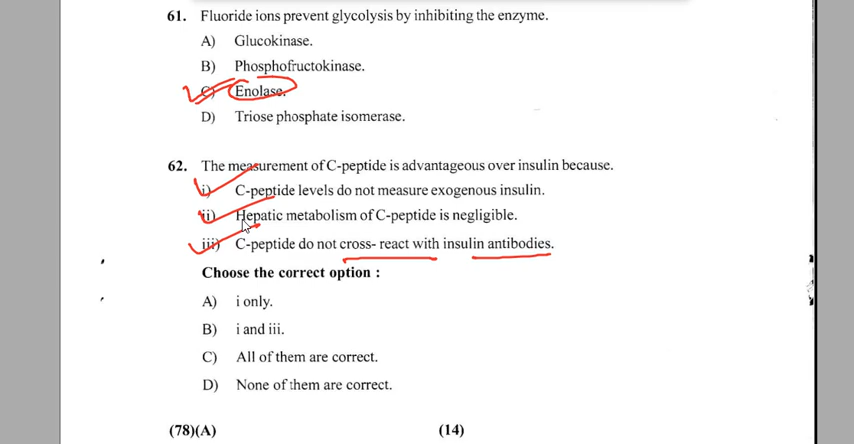 61. Fluoride ions prevent glycolysis by inhibiting the enzyme.
A) Glucokinase.
B) Phosphofructokinase.
C) Enolase.
D) Triose phosphate isomerase.
62. The measurement of C-peptide is advantageous over insulin because.
i) C-peptide levels do not measure exogenous insulin.
ii) Hepatic metabolism of C-peptide is negligible.
iii) C-peptide do not cross- react with insulin antibodies.
Choose the correct option :
A) i only.
B) i and iii.
C) All of them are correct.
D) None of them are correct.
(78)(A) (14)